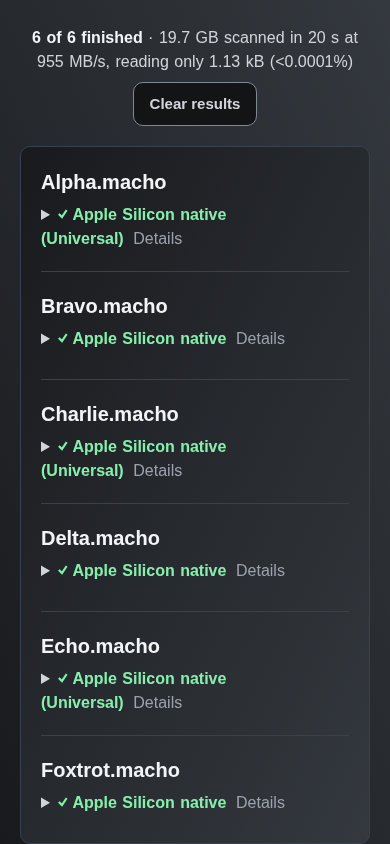 6 of 6 finished · 19.7 GB scanned in 20 s at
955 MB/s, reading only 1.13 kB (<0.0001%)
Clear results
Alpha.macho
▶ ✓ Apple Silicon native
(Universal) Details
Bravo.macho
▶ ✓ Apple Silicon native Details
Charlie.macho
▶ ✓ Apple Silicon native
(Universal) Details
Delta.macho
▶ ✓ Apple Silicon native Details
Echo.macho
▶ ✓ Apple Silicon native
(Universal) Details
Foxtrot.macho
▶ ✓ Apple Silicon native Details